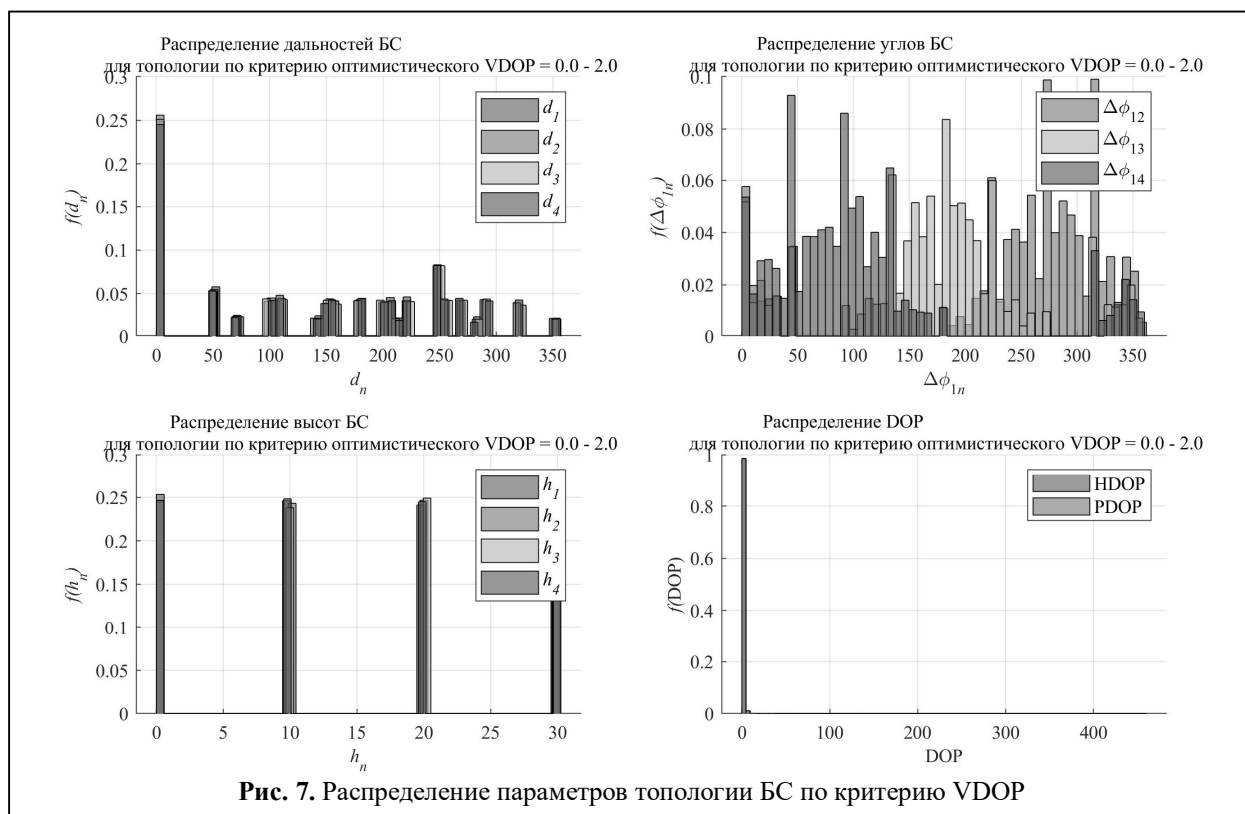 Распределение дальностей БС
для топологии по критерию оптимистического VDOP = 0.0 - 2.0
0.3
0.25
0.2
0.15
0.1
0.05
0
f(d_n)
d_1
d_2
d_3
d_4
0 50 100 150 200 250 300 350
d_n
Распределение углов БС
для топологии по критерию оптимистического VDOP = 0.0 - 2.0
0.1
0.08
0.06
0.04
0.02
0
f(Δϕ_1n)
Δϕ_12
Δϕ_13
Δϕ_14
0 50 100 150 200 250 300 350
Δϕ_1n
Распределение высот БС
для топологии по критерию оптимистического VDOP = 0.0 - 2.0
0.3
0.25
0.2
0.15
0.1
0.05
0
f(h_n)
h_1
h_2
h_3
h_4
0 5 10 15 20 25 30
h_n
Распределение DOP
для топологии по критерию оптимистического VDOP = 0.0 - 2.0
1
0.8
0.6
0.4
0.2
0
f(DOP)
HDOP
PDOP
0 100 200 300 400
DOP
Рис. 7. Распределение параметров топологии БС по критерию VDOP